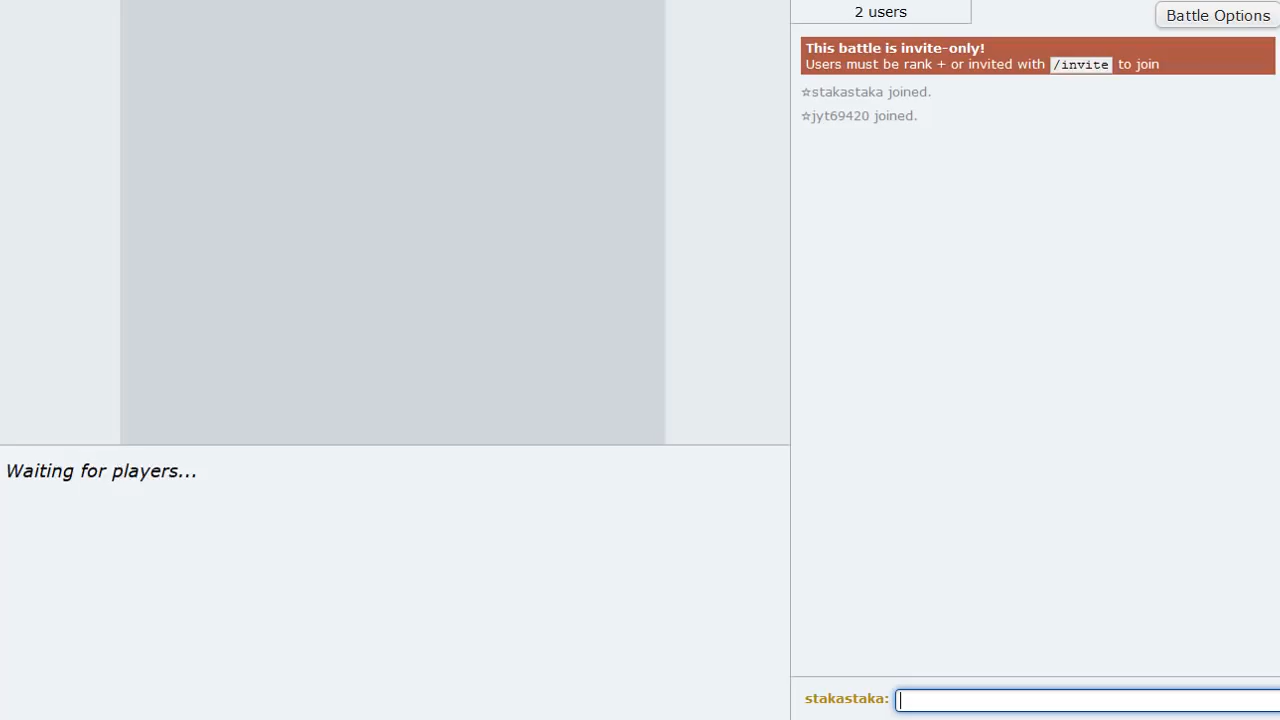 2 users
Battle Options
This battle is invite-only!
Users must be rank + or invited with /invite to join
☆stakastaka joined.
☆jyt69420 joined.
Waiting for players...
stakastaka: